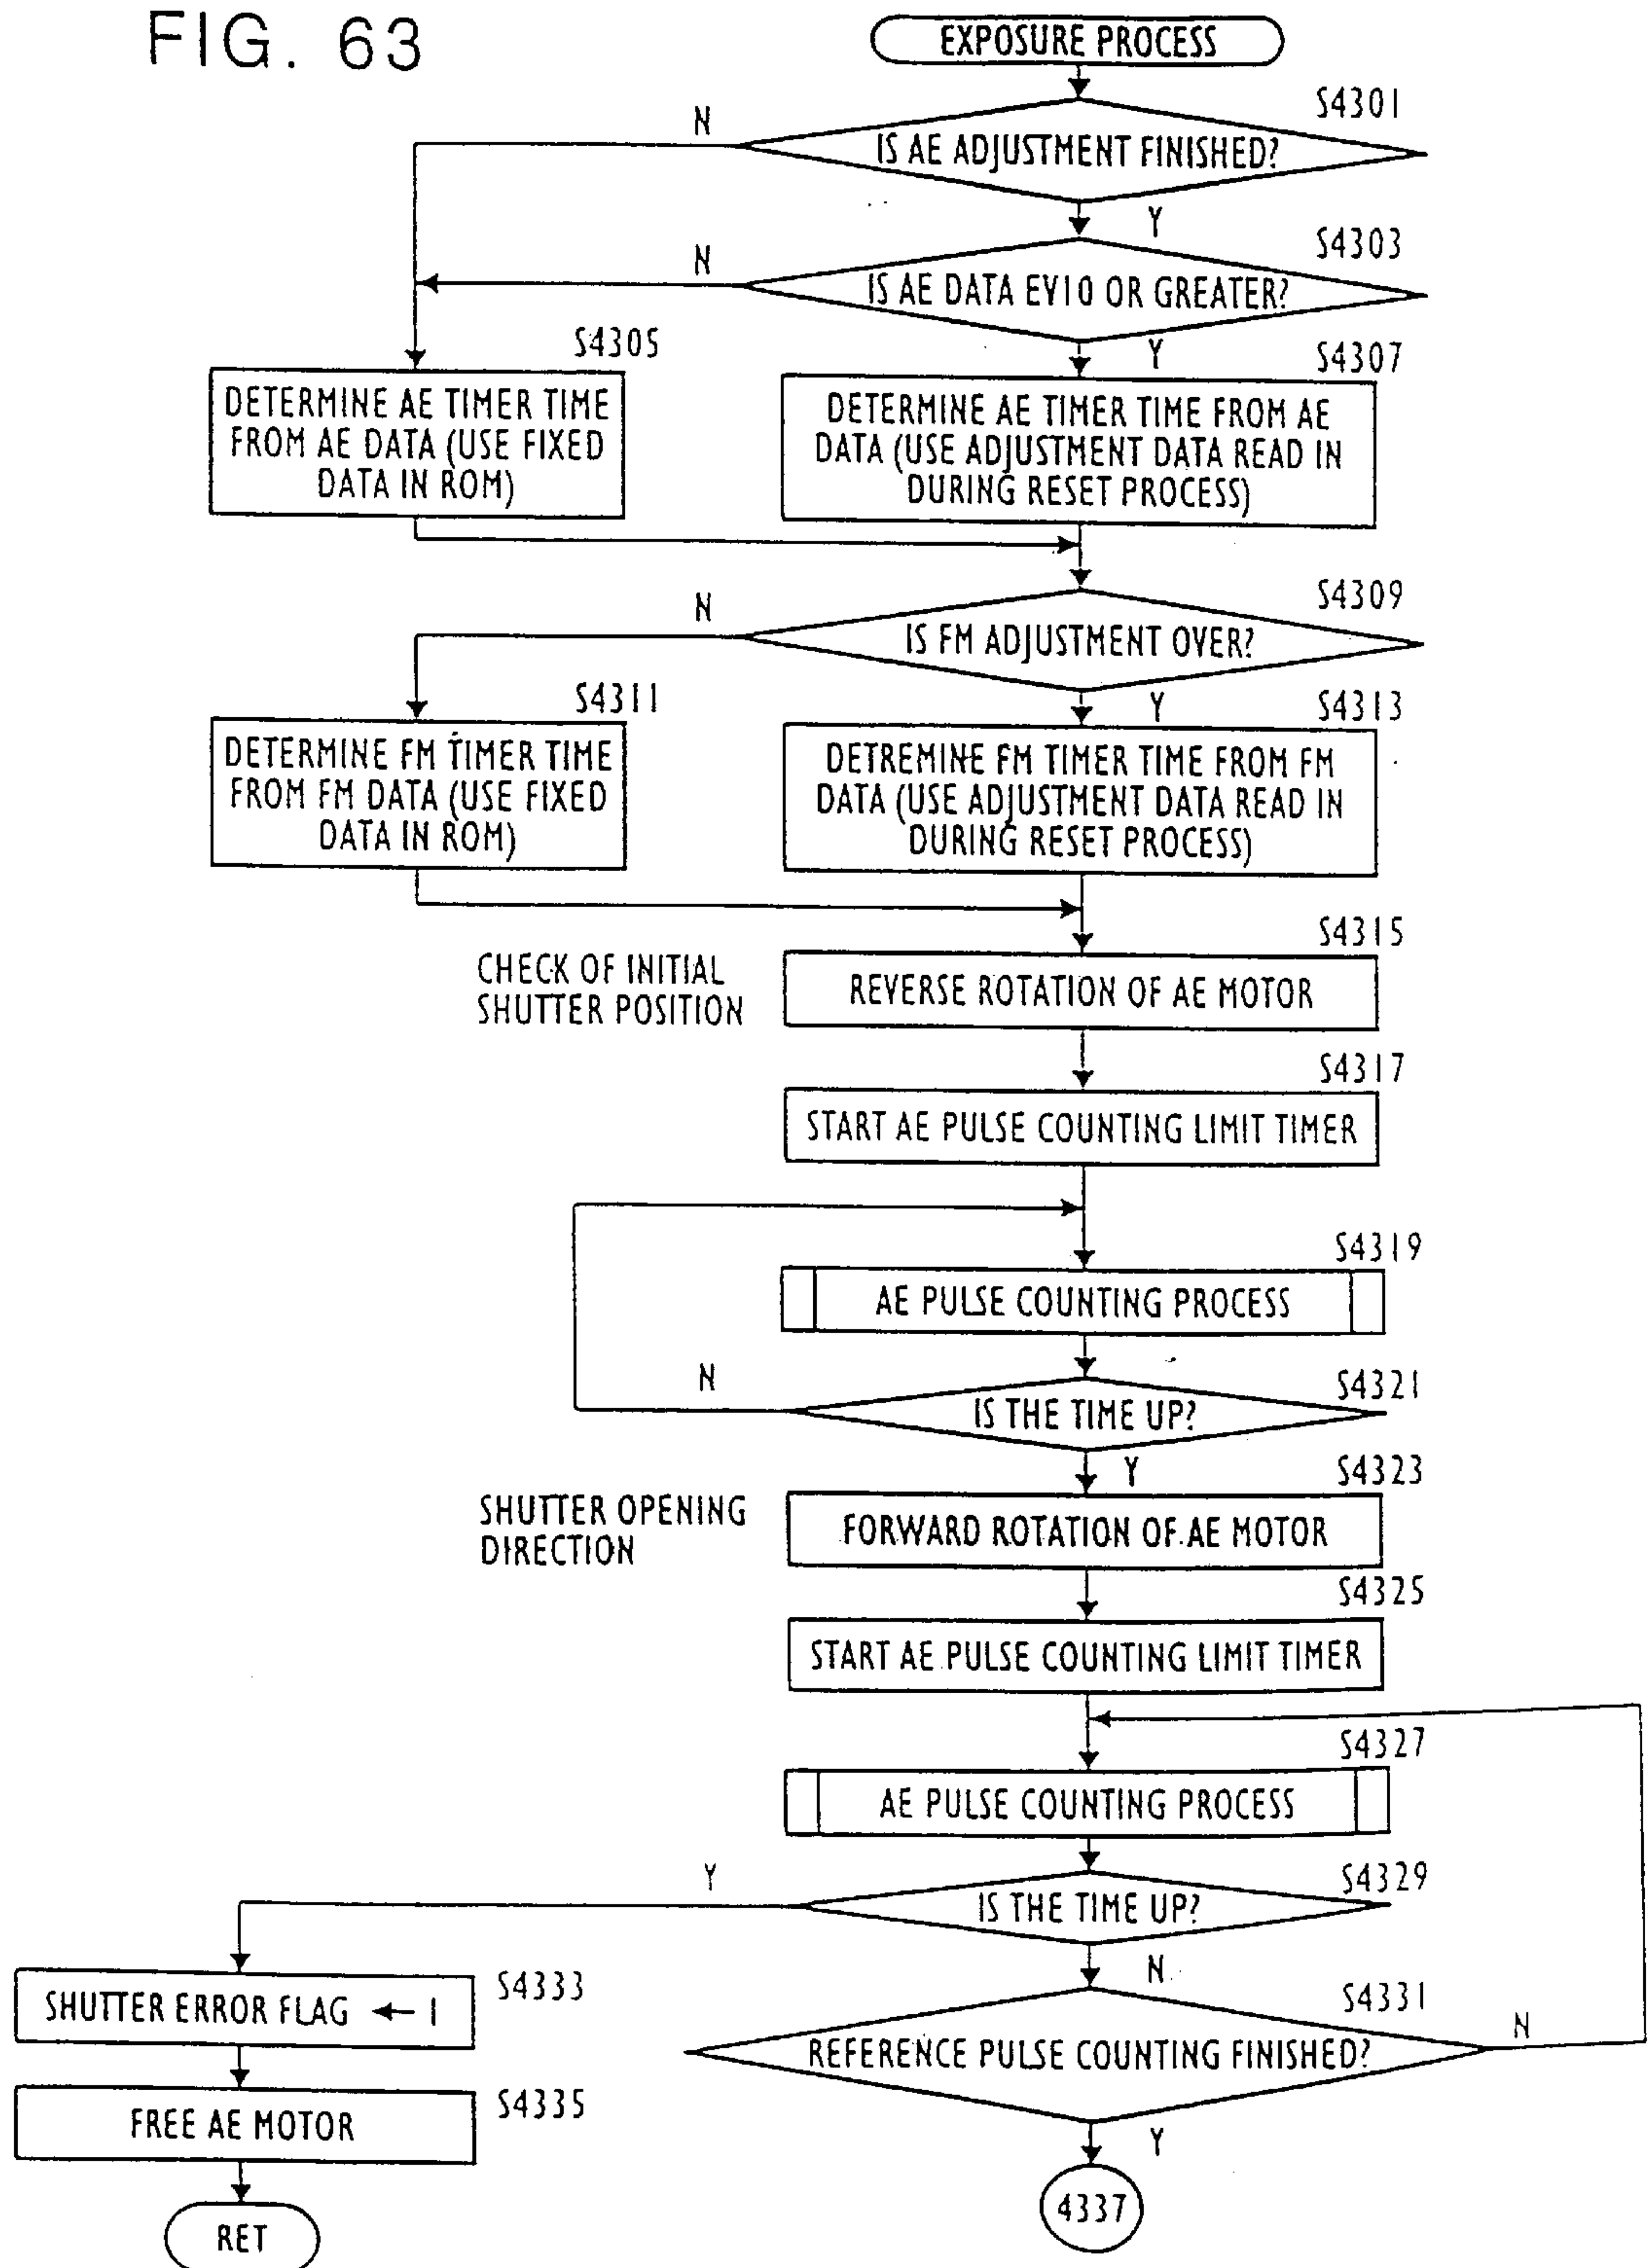 FIG. 63
EXPOSURE PROCESS
S4301
N
IS AE ADJUSTMENT FINISHED?
Y
S4303
N
IS AE DATA EV10 OR GREATER?
S4305
Y
S4307
DETERMINE AE TIMER TIME
FROM AE DATA (USE FIXED
DATA IN ROM)
DETERMINE AE TIMER TIME FROM AE
DATA (USE ADJUSTMENT DATA READ IN
DURING RESET PROCESS)
S4309
N
IS FM ADJUSTMENT OVER?
S4311
Y
S4313
DETERMINE FM TIMER TIME
FROM FM DATA (USE FIXED
DATA IN ROM)
DETREMINE FM TIMER TIME FROM FM
DATA (USE ADJUSTMENT DATA READ IN
DURING RESET PROCESS)
S4315
CHECK OF INITIAL
SHUTTER POSITION
REVERSE ROTATION OF AE MOTOR
S4317
START AE PULSE COUNTING LIMIT TIMER
S4319
AE PULSE COUNTING PROCESS
N
S4321
IS THE TIME UP?
Y
S4323
SHUTTER OPENING
DIRECTION
FORWARD ROTATION OF AE MOTOR
S4325
START AE PULSE COUNTING LIMIT TIMER
S4327
AE PULSE COUNTING PROCESS
Y
S4329
IS THE TIME UP?
N
S4333
SHUTTER ERROR FLAG ← 1
S4331
N
REFERENCE PULSE COUNTING FINISHED?
S4335
FREE AE MOTOR
Y
4337
RET